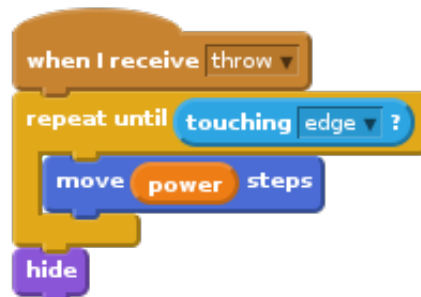 when I receive throw
repeat until touching edge ?
move power steps
hide